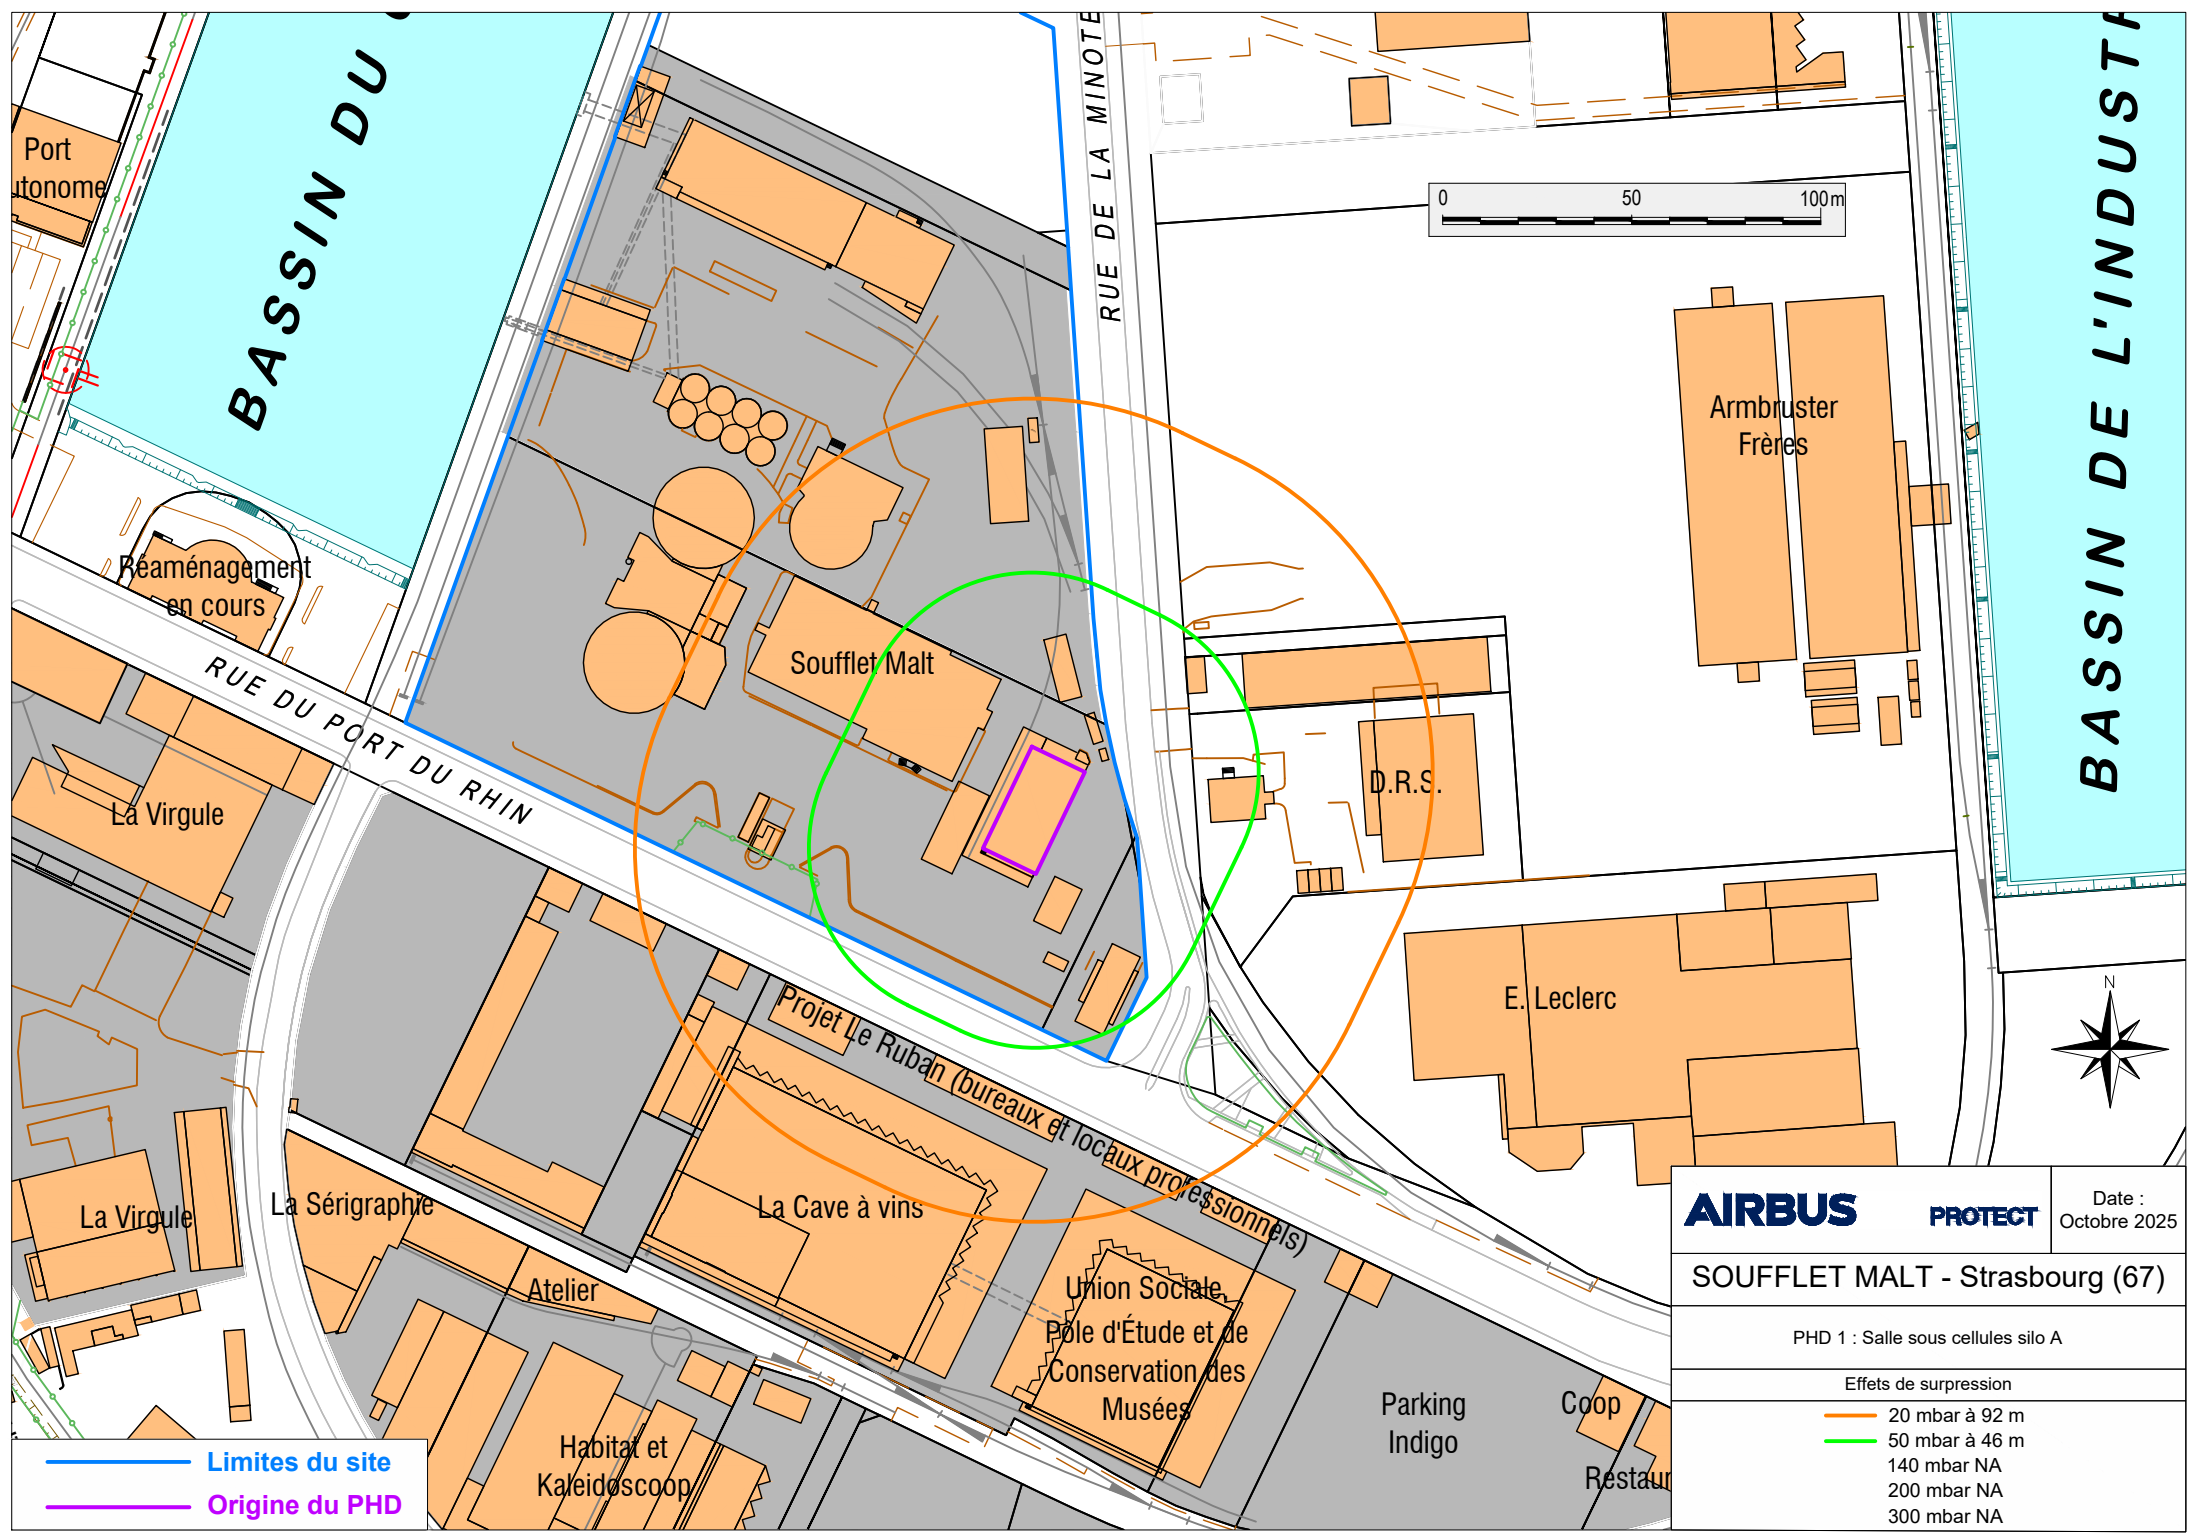 BASSIN DU
RUE DE LA MINOTE
BASSIN DE L'INDUSTR
Port
utonome
0 50 100m
Armbruster
Frères
Réaménagement
en cours
RUE DU PORT DU RHIN
Soufflet Malt
La Virgule
D.R.S.
E. Leclerc
N
Projet Le Ruban (bureaux et locaux professionnels)
La Virgule
La Sérigraphie
La Cave à vins
Atelier
Union Sociale
Pôle d'Étude et de
Conservation des
Musées
Habitat et
Kaleidoscoop
Parking
Indigo
Coop
Restaur
Limites du site
Origine du PHD
AIRBUS PROTECT
Date :
Octobre 2025
SOUFFLET MALT - Strasbourg (67)
PHD 1 : Salle sous cellules silo A
Effets de surpression
20 mbar à 92 m
50 mbar à 46 m
140 mbar NA
200 mbar NA
300 mbar NA